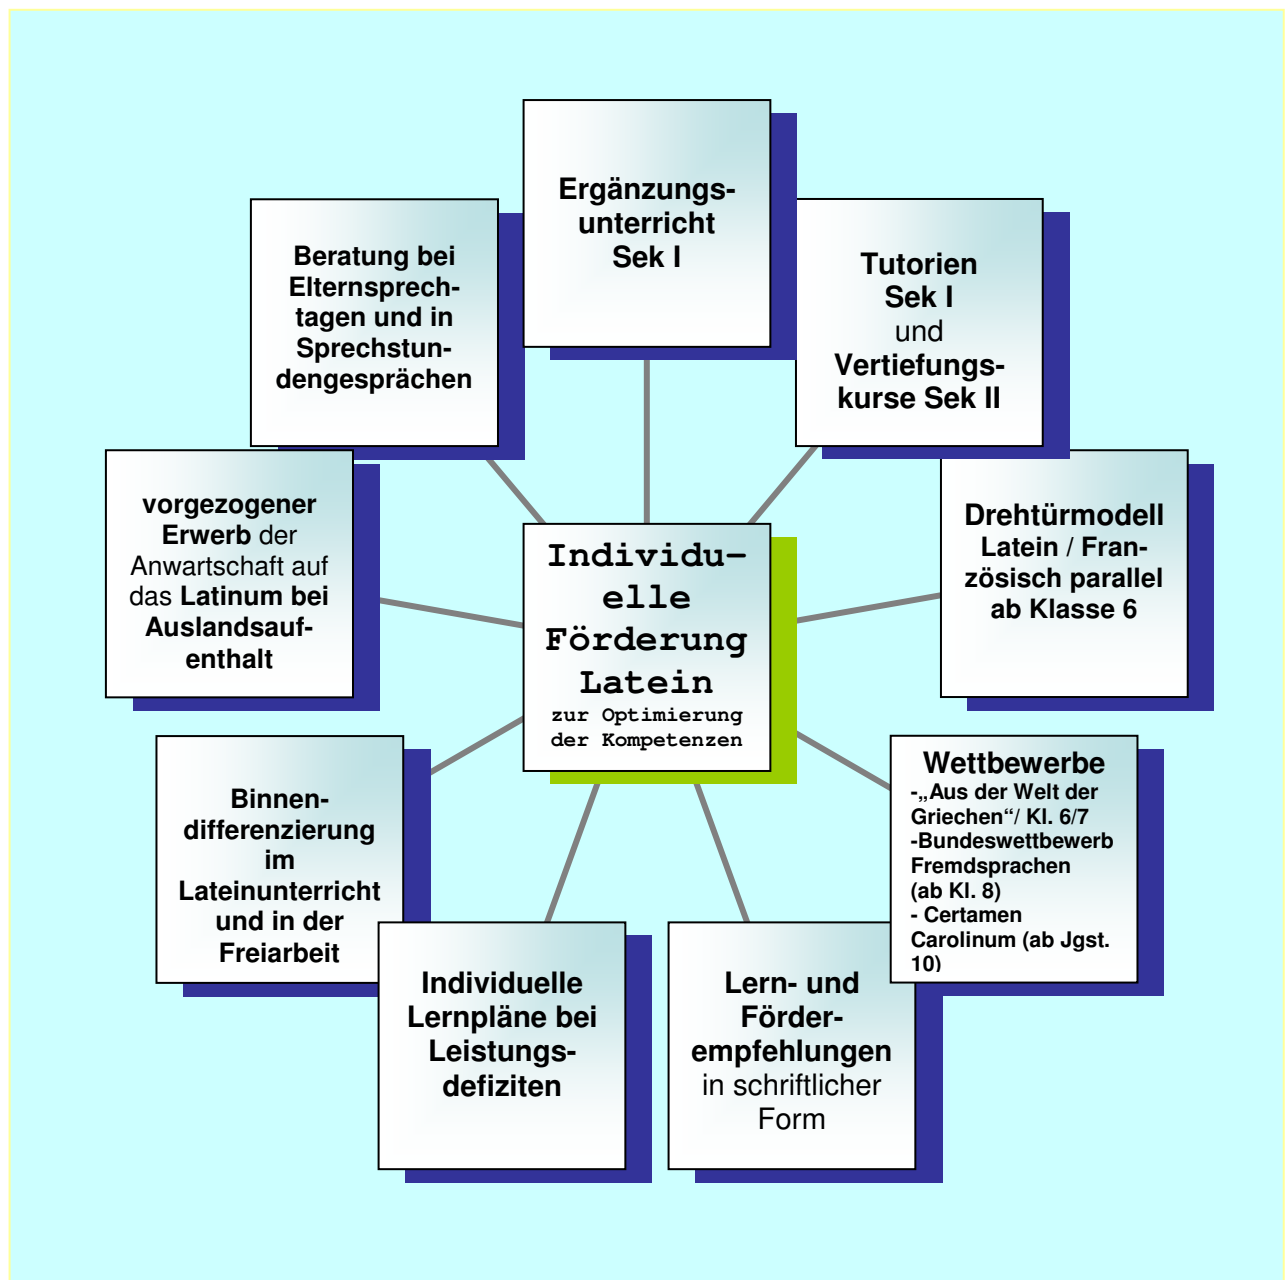 Ergänzungs-
unterricht
Sek I
Beratung bei
Elternsprech-
tagen und in
Sprechstun-
dengesprächen
Tutorien
Sek I
und
Vertiefungs-
kurse Sek II
vorgezogener
Erwerb der
Anwartschaft auf
das Latinum bei
Auslandsauf-
enthalt
Drehtürmodell
Latein / Fran-
zösisch parallel
ab Klasse 6
Individu-
elle
Förderung
Latein
zur Optimierung
der Kompetenzen
Binnen-
differenzierung
im
Lateinunterricht
und in der
Freiarbeit
Wettbewerbe
-„Aus der Welt der
Griechen“/ Kl. 6/7
-Bundeswettbewerb
Fremdsprachen
(ab Kl. 8)
- Certamen
Carolinum (ab Jgst.
10)
Individuelle
Lernpläne bei
Leistungs-
defiziten
Lern- und
Förder-
empfehlungen
in schriftlicher
Form